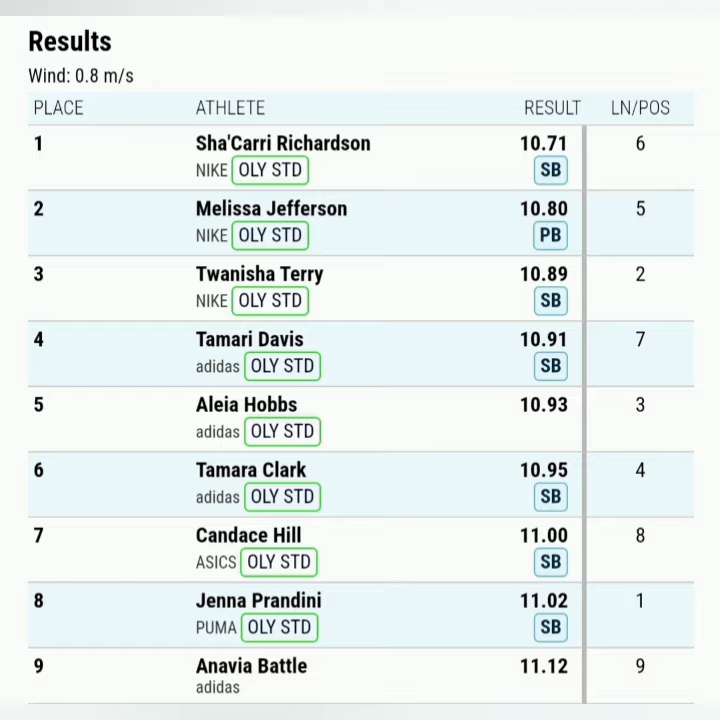 Results
Wind: 0.8 m/s
PLACE ATHLETE RESULT LN/POS
1 Sha'Carri Richardson 10.71 6
NIKE OLY STD SB
2 Melissa Jefferson 10.80 5
NIKE OLY STD PB
3 Twanisha Terry 10.89 2
NIKE OLY STD SB
4 Tamari Davis 10.91 7
adidas OLY STD SB
5 Aleia Hobbs 10.93 3
adidas OLY STD
6 Tamara Clark 10.95 4
adidas OLY STD SB
7 Candace Hill 11.00 8
ASICS OLY STD SB
8 Jenna Prandini 11.02 1
PUMA OLY STD SB
9 Anavia Battle 11.12 9
adidas